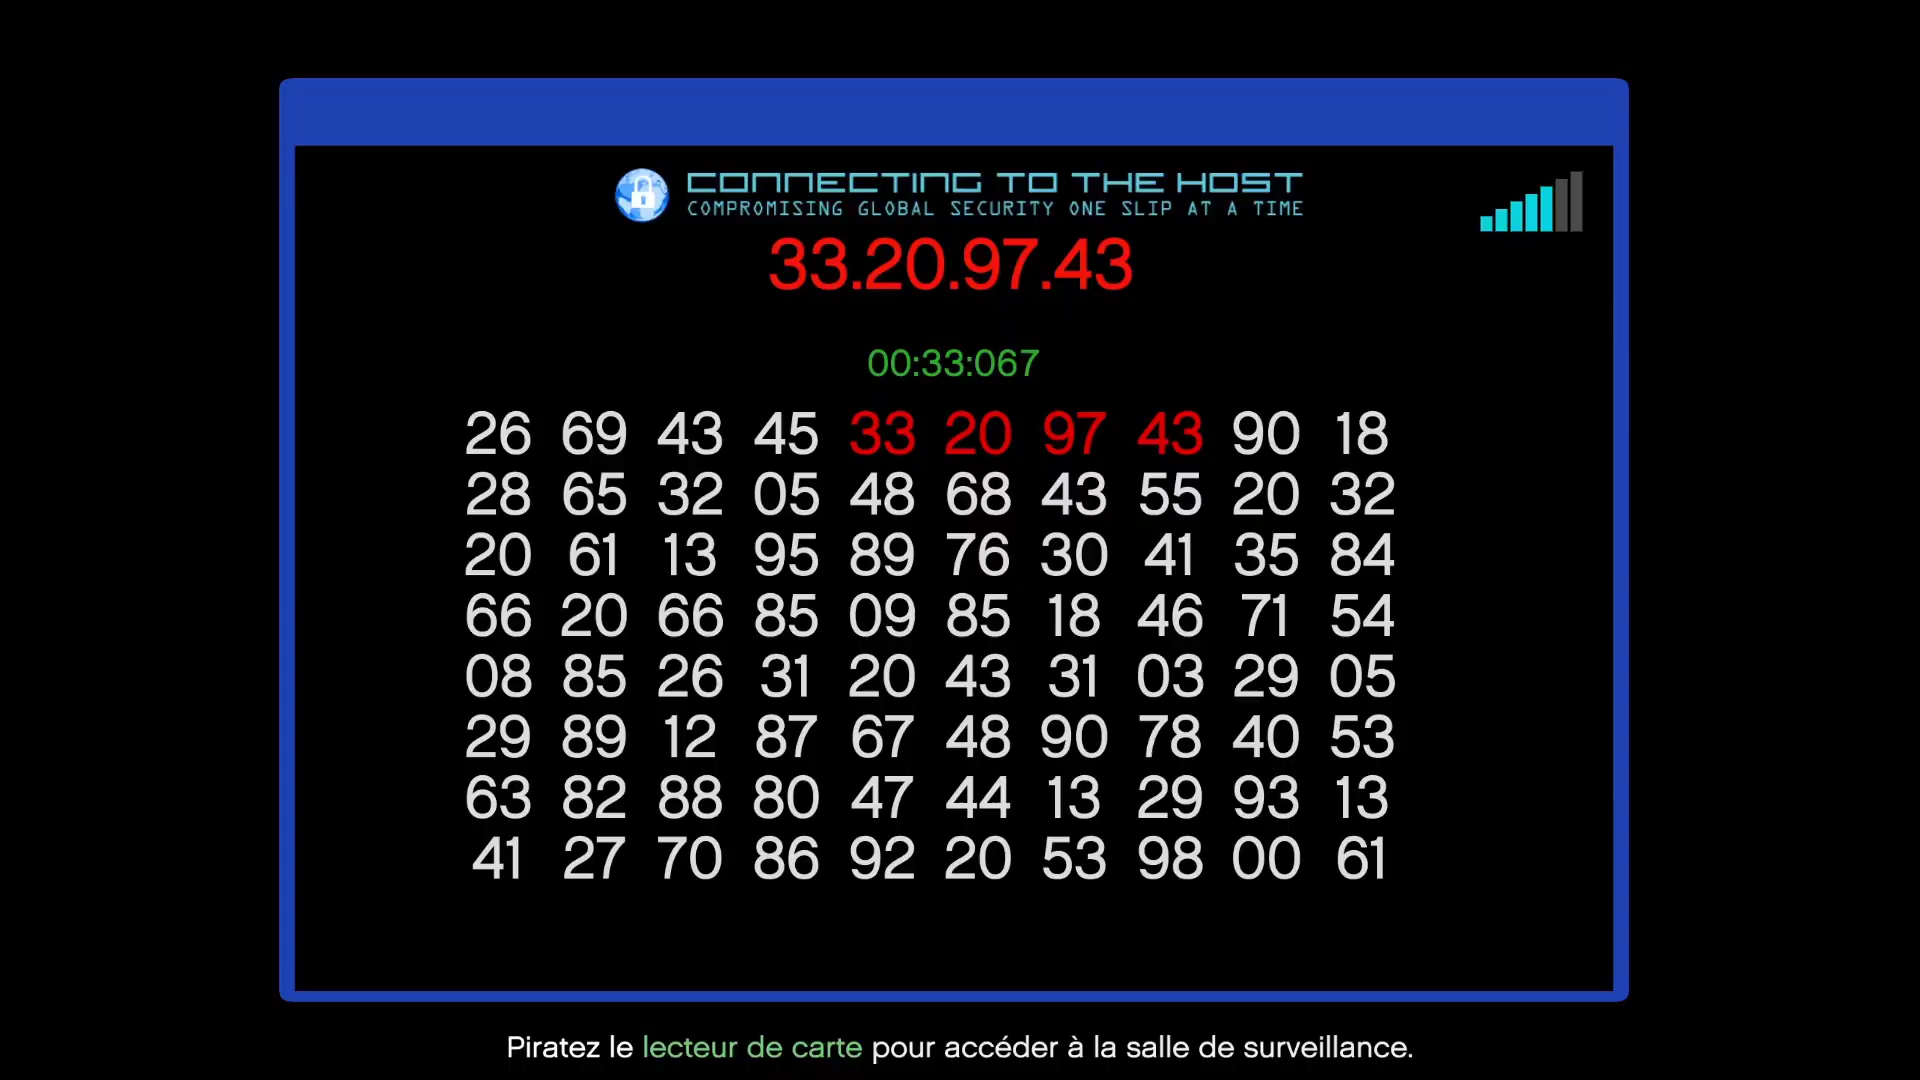 CONNECTING TO THE HOST
COMPROMISING GLOBAL SECURITY ONE SLIP AT A TIME
33.20.97.43
00:33:067
26 69 43 45 33 20 97 43 90 18
28 65 32 05 48 68 43 55 20 32
20 61 13 95 89 76 30 41 35 84
66 20 66 85 09 85 18 46 71 54
08 85 26 31 20 43 31 03 29 05
29 89 12 87 67 48 90 78 40 53
63 82 88 80 47 44 13 29 93 13
41 27 70 86 92 20 53 98 00 61
Piratez le lecteur de carte pour accéder à la salle de surveillance.